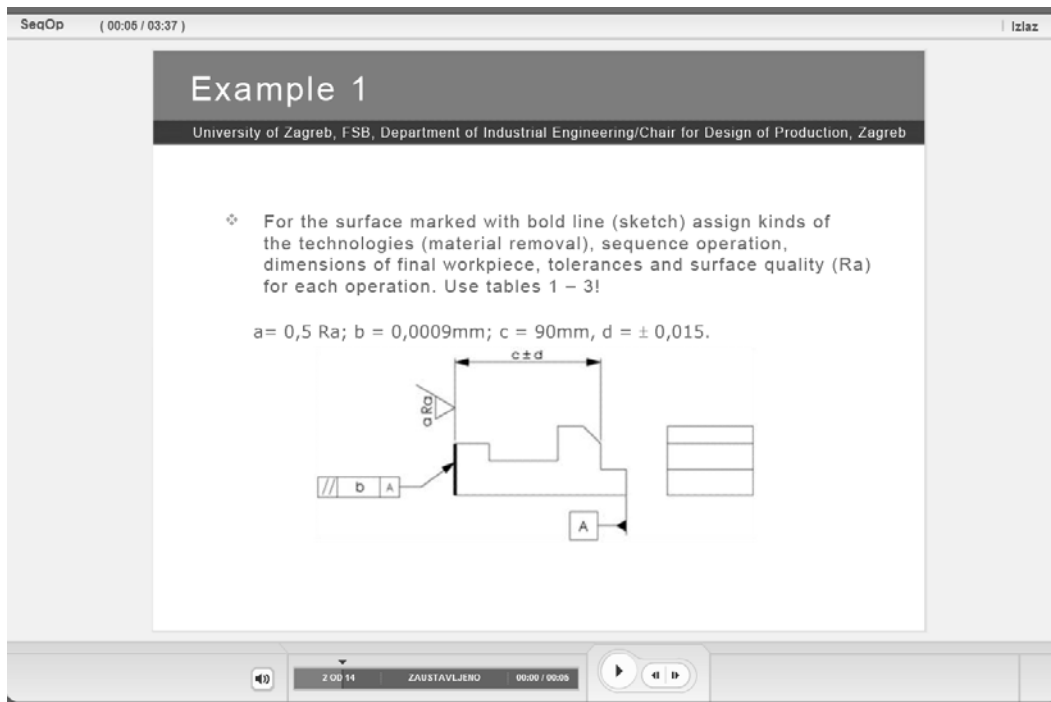 SeqOp ( 00:05 / 03:37 ) Izlaz
Example 1
University of Zagreb, FSB, Department of Industrial Engineering/Chair for Design of Production, Zagreb
❖ For the surface marked with bold line (sketch) assign kinds of
the technologies (material removal), sequence operation,
dimensions of final workpiece, tolerances and surface quality (Ra)
for each operation. Use tables 1 – 3!
a= 0,5 Ra; b = 0,0009mm; c = 90mm, d = ± 0,015.
c±d
aRa
// b A
A
2 OD 14 ZAUSTAVLJENO 00:00 / 00:05